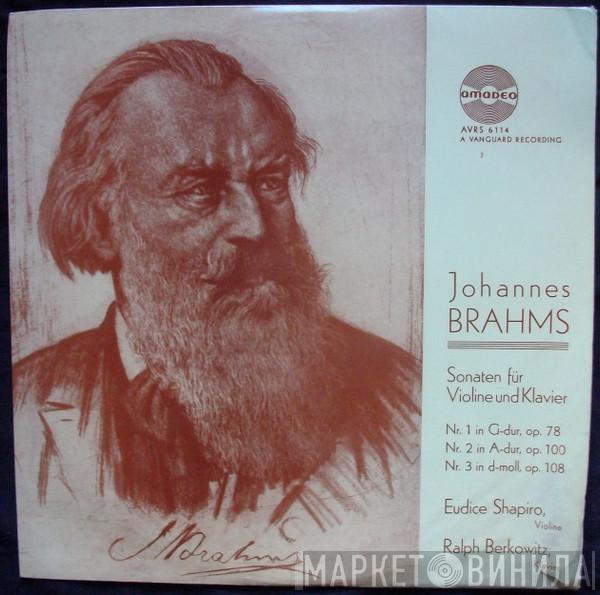 amadeo
AVRS 6114
A VANGUARD RECORDING
Johannes
BRAHMS
Sonaten für
Violine und Klavier
Nr. 1 in G-dur, op. 78
Nr. 2 in A-dur, op. 100
Nr. 3 in d-moll, op. 108
Eudice Shapiro,
Violine
Ralph Berkowitz,
J. Brahms
МАРКЕТ ВИНИЛА